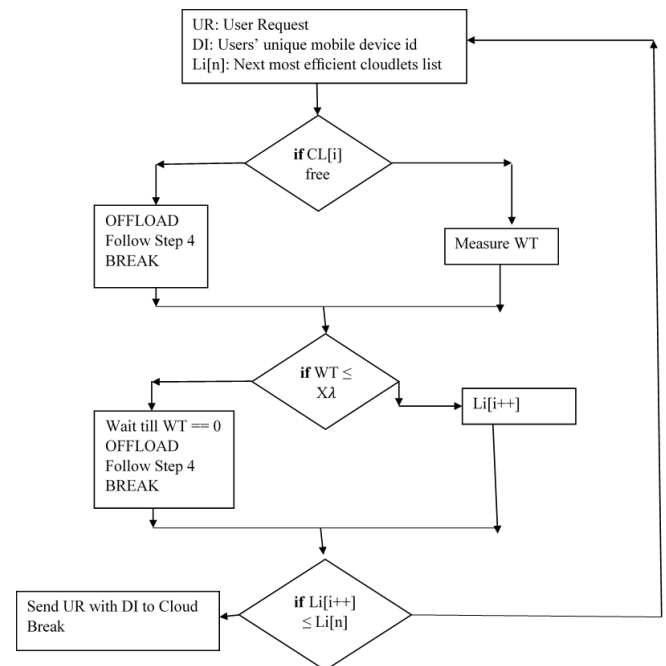 UR: User Request
DI: Users' unique mobile device id
Li[n]: Next most efficient cloudlets list
if CL[i]
free
OFFLOAD
Follow Step 4
BREAK
Measure WT
if WT ≤
Xλ
Li[i++]
Wait till WT == 0
OFFLOAD
Follow Step 4
BREAK
if Li[i++]
≤ Li[n]
Send UR with DI to Cloud
Break